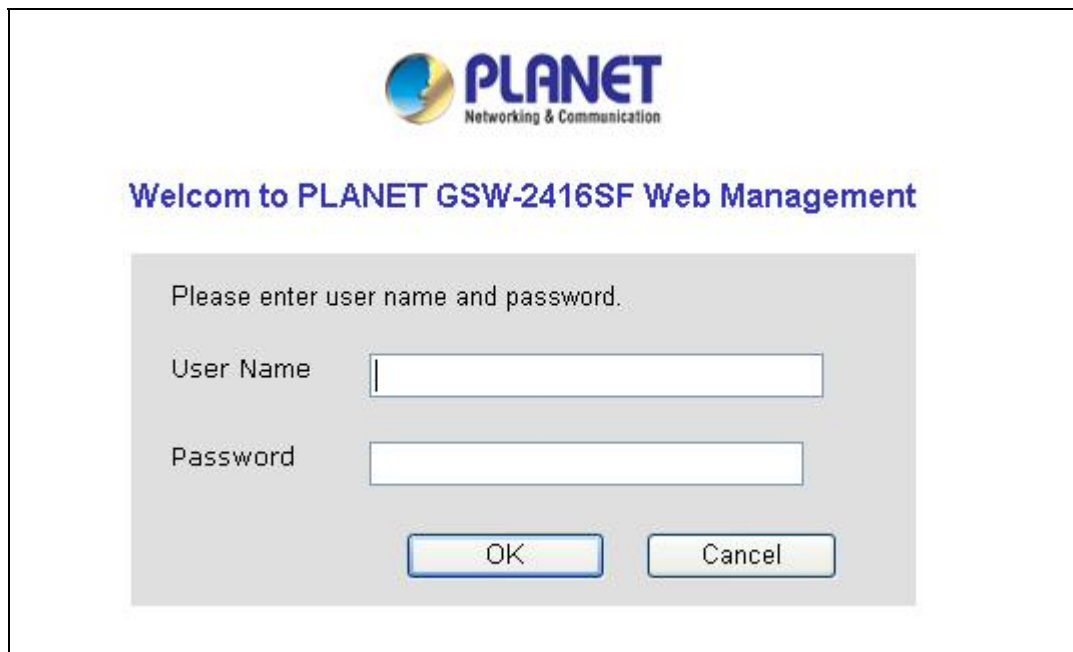 PLANET
Networking & Communication
Welcom to PLANET GSW-2416SF Web Management
Please enter user name and password.
User Name
Password
OK
Cancel